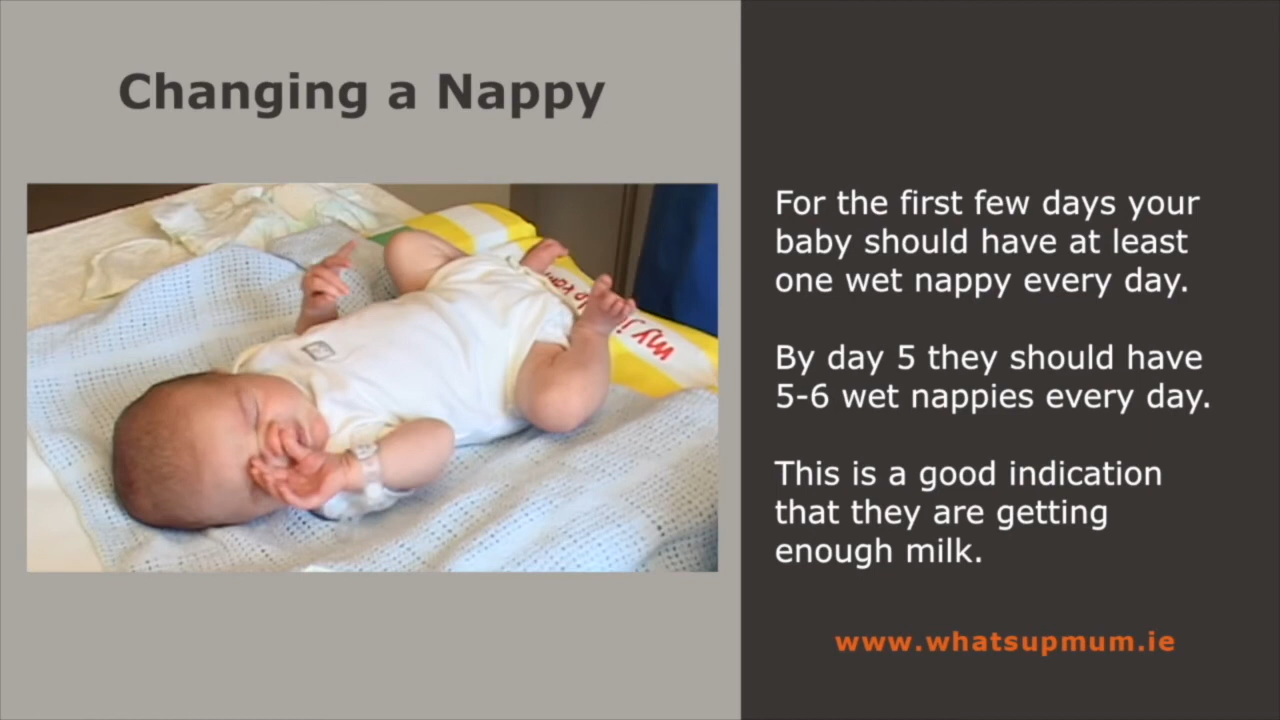 Changing a Nappy
my j
For the first few days your
baby should have at least
one wet nappy every day.
By day 5 they should have
5-6 wet nappies every day.
This is a good indication
that they are getting
enough milk.
www.whatsupmum.ie